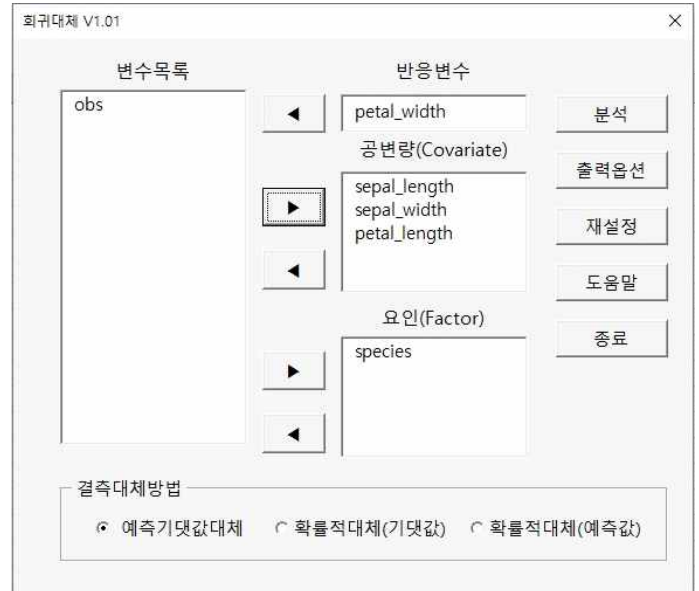 회귀대체 V1.01
변수목록
반응변수
obs
petal_width
분석
공변량(Covariate)
출력옵션
sepal_length
sepal_width
petal_length
재설정
도움말
요인(Factor)
종료
species
결측대체방법
예측기댓값대체 확률적대체(기댓값) 확률적대체(예측값)